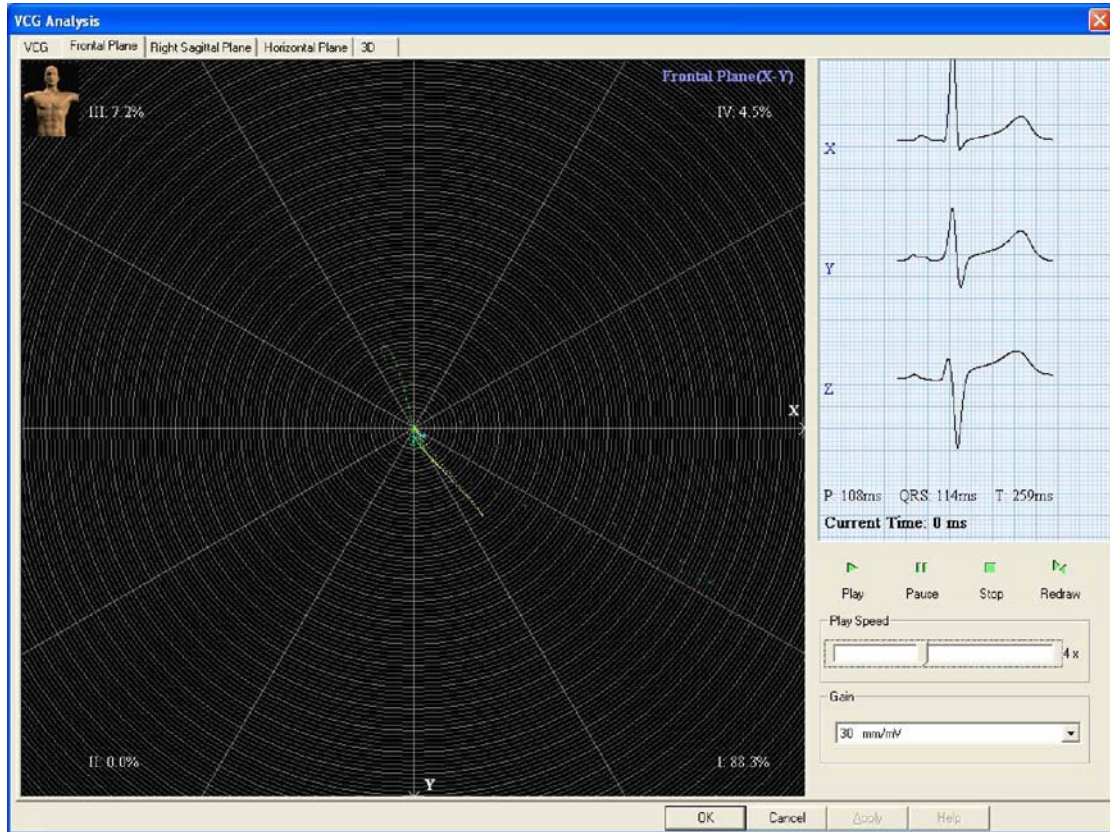 VCG Analysis
VCG Frontal Plane Right Sagittal Plane Horizontal Plane 3D
Frontal Plane(X-Y)
III: 7.2%
IV: 4.5%
X
II: 0.0%
I: 88.3%
Y
X
Y
Z
P: 108ms QRS: 114ms T: 259ms
Current Time: 0 ms
Play Pause Stop Redraw
Play Speed
4 x
Gain
30 mm/mV
OK Cancel Apply Help